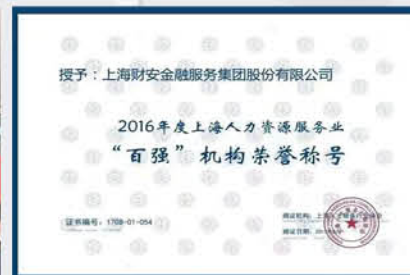 授予：上海财安金融服务集团股份有限公司
2016年度上海人力资源服务业
“百强”机构荣誉称号
证书编号：1708-01-054